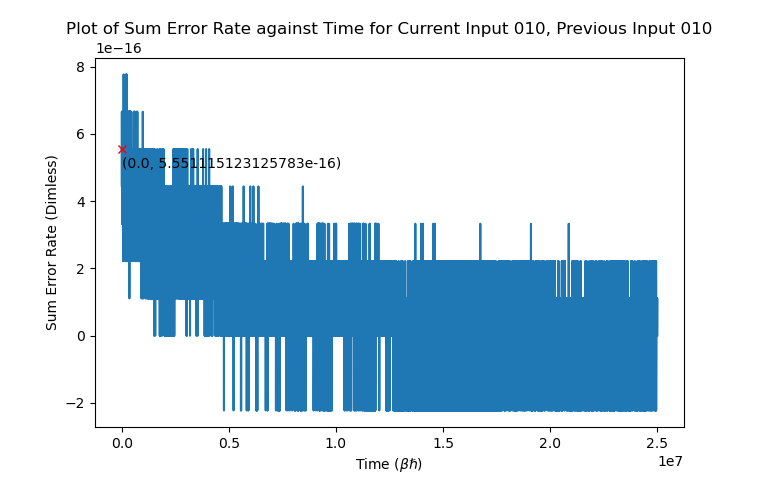 Plot of Sum Error Rate against Time for Current Input 010, Previous Input 010
1e−16
8
6
(0.0, 5.551115123125783e-16)
4
2
0
−2
Sum Error Rate (Dimless)
0.0 0.5 1.0 1.5 2.0 2.5
Time (βħ)
1e7